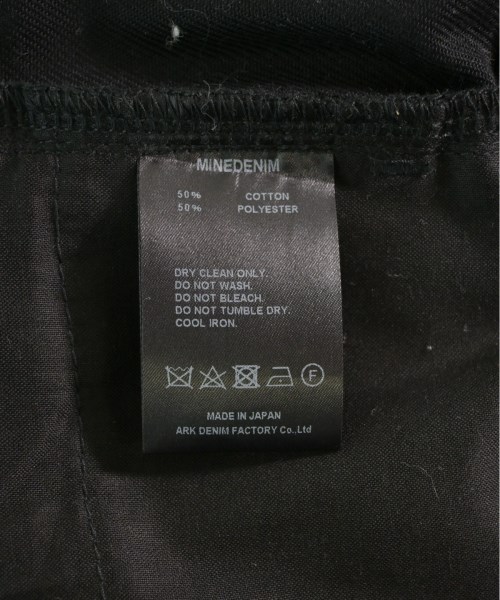 MINEDENIM
50% COTTON
50% POLYESTER
DRY CLEAN ONLY.
DO NOT WASH.
DO NOT BLEACH.
DO NOT TUMBLE DRY.
COOL IRON.
F
MADE IN JAPAN
ARK DENIM FACTORY Co.,Ltd